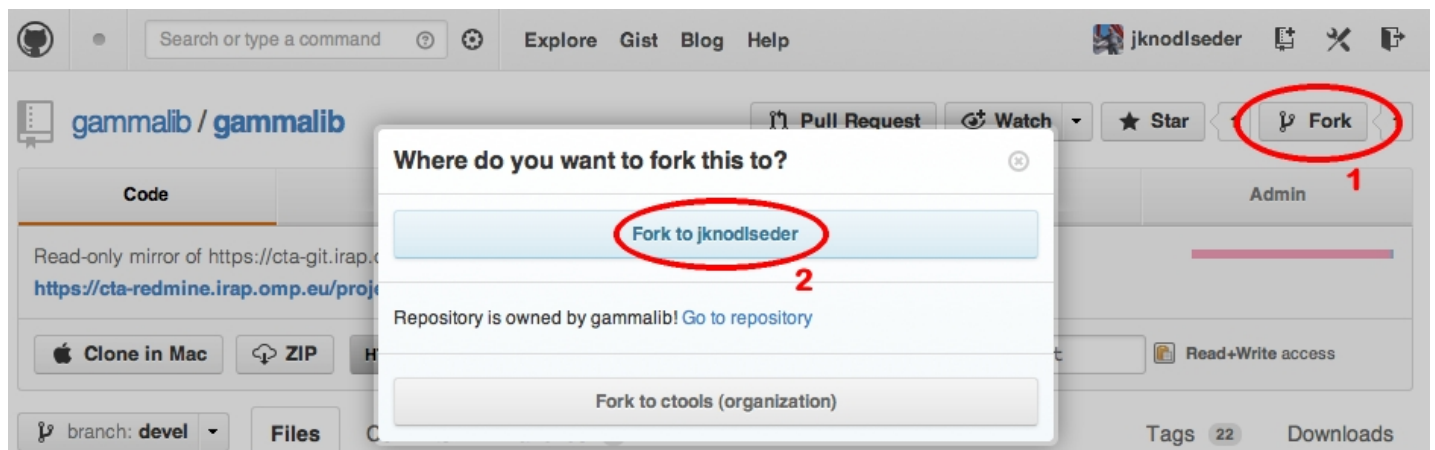 Search or type a command
Explore Gist Blog Help
jknodlseder
gammalib / gammalib
Pull Request
Watch
Star
Fork
1
Where do you want to fork this to?
Code
Admin
Fork to jknodlseder
2
Read-only mirror of https://cta-git.irap.
https://cta-redmine.irap.omp.eu/proje
Repository is owned by gammalib! Go to repository
Clone in Mac
ZIP
Read+Write access
Fork to ctools (organization)
branch: devel
Files
Tags 22
Downloads